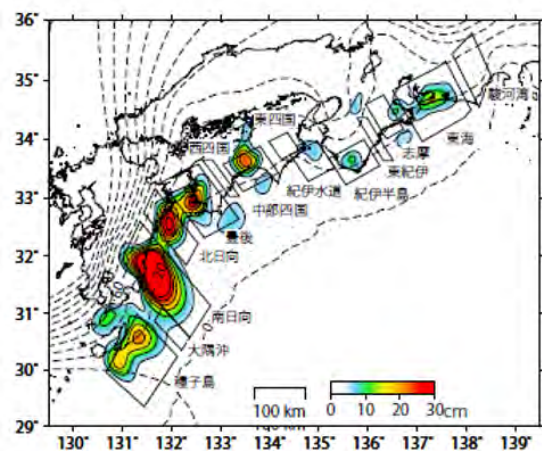 36°
35°
34°
33°
32°
31°
30°
29°
駿河湾
東海
志摩
東紀伊
紀伊半島
紀伊水道
東四国
西四国
中部四国
豊後
北日向
南日向
大隅沖
種子島
0
100 km
0 10 20 30cm
130° 131° 132° 133° 134° 135° 136° 137° 138° 139°